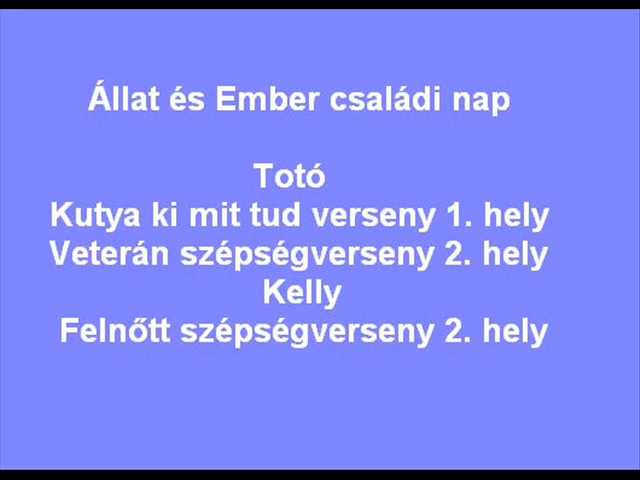 Állat és Ember családi nap
Totó
Kutya ki mit tud verseny 1. hely
Veterán szépségverseny 2. hely
Kelly
Felnőtt szépségverseny 2. hely